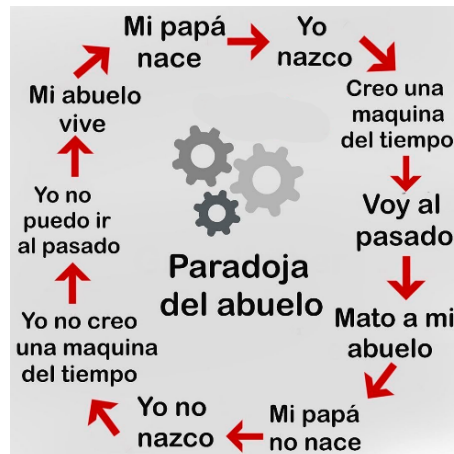 Mi papá
nace
Yo
nazco
Creo una
maquina
del tiempo
Voy al
pasado
Mato a mi
abuelo
Mi papá
no nace
Yo no
nazco
Yo no creo
una maquina
del tiempo
Yo no
puedo ir
al pasado
Mi abuelo
vive
Paradoja
del abuelo